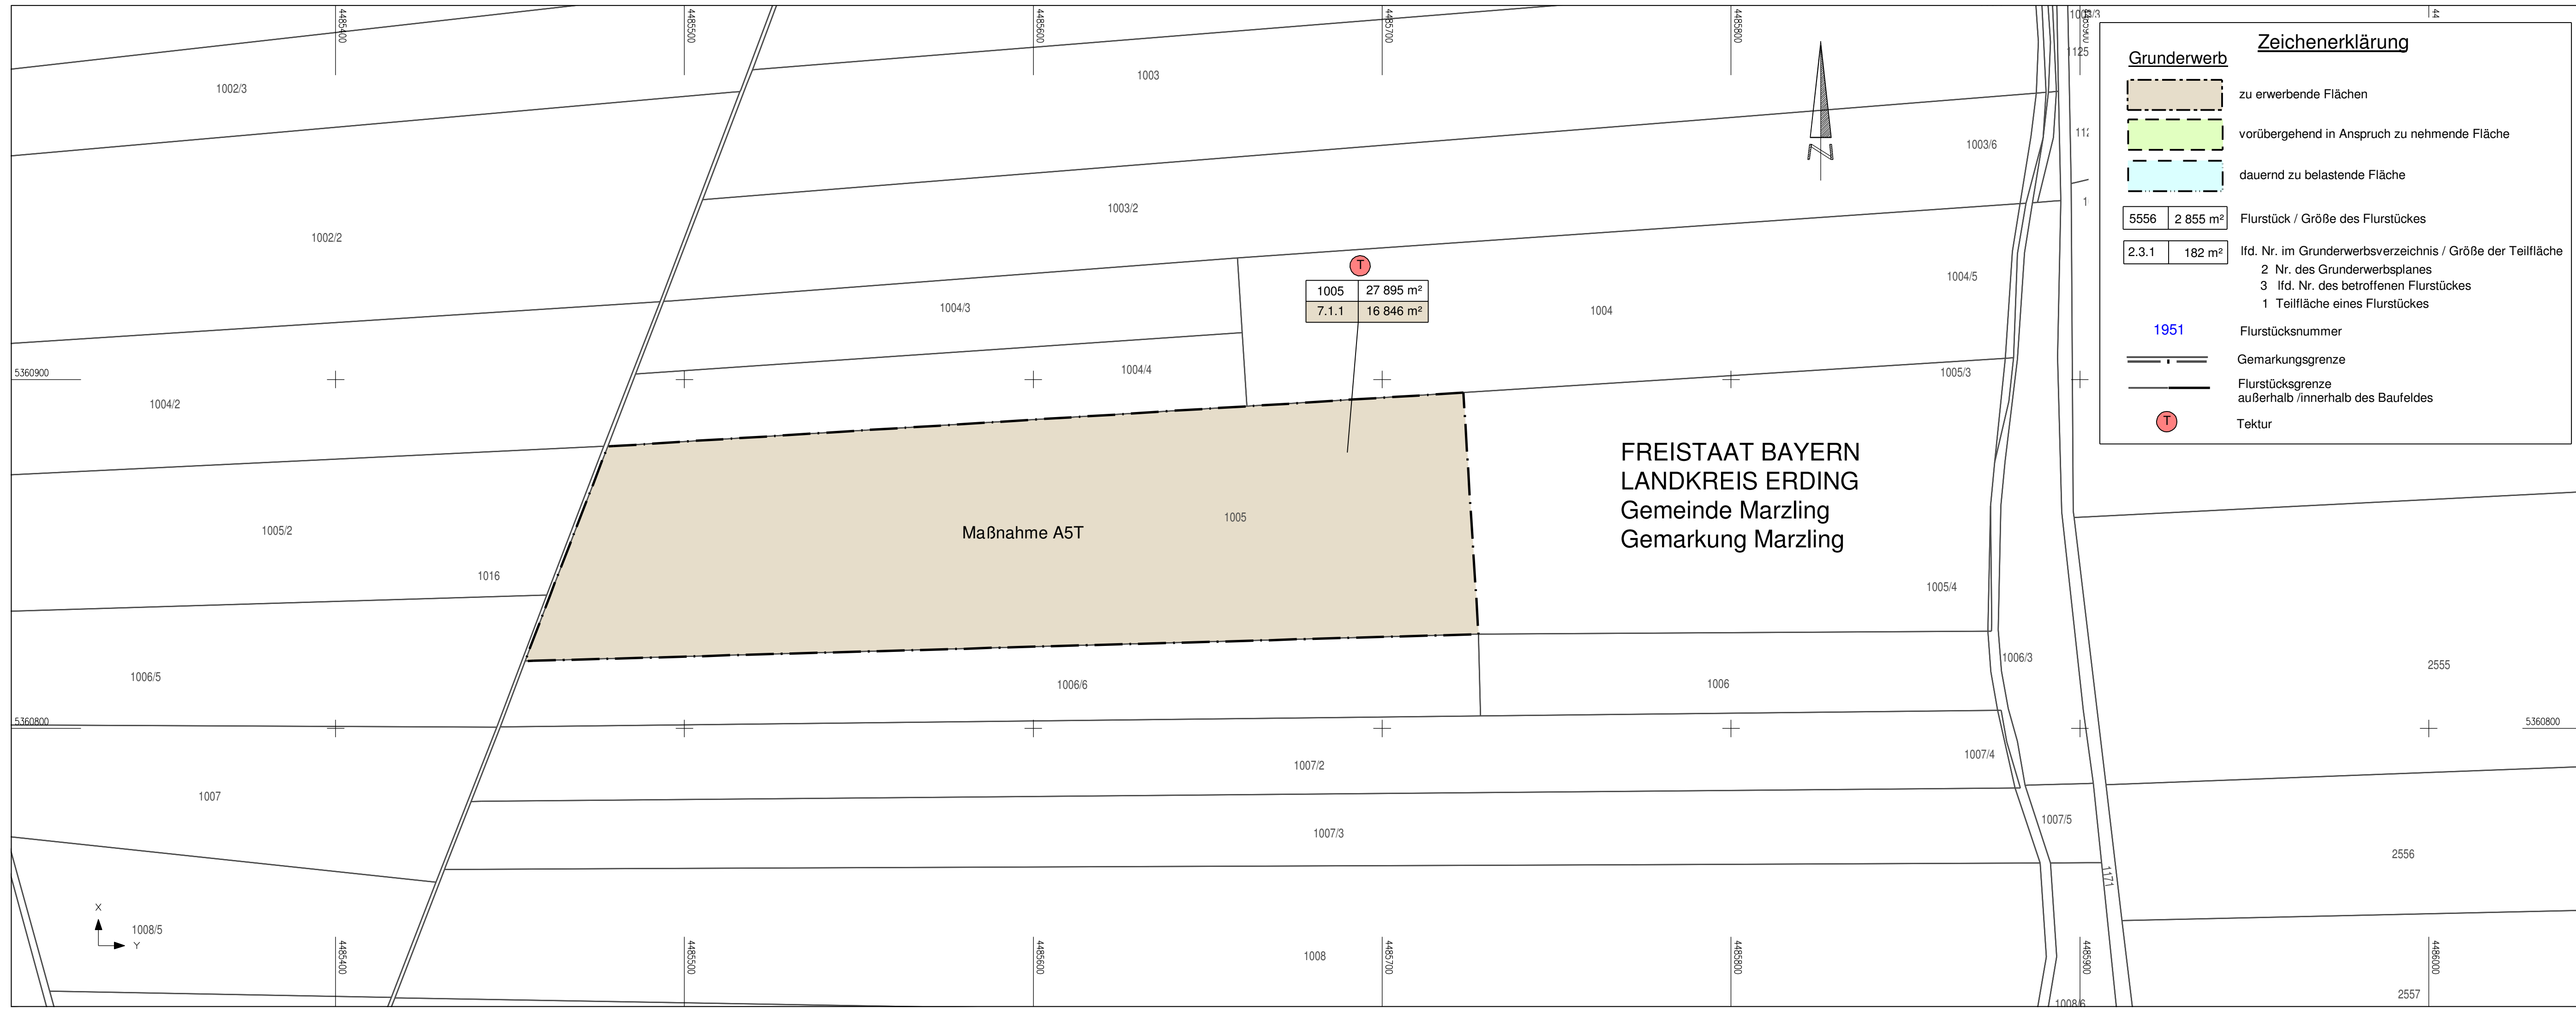 4485400
4485500
4485600
4485700
4485800
44
1002/3
1003
1125
1003/6
1003/2
1002/2
N
T
1005 27 895 m²
7.1.1 16 846 m²
1004/5
1004/3
1004
1004/4
1005/3
5360900
1004/2
FREISTAAT BAYERN
LANDKREIS ERDING
Gemeinde Marzling
Gemarkung Marzling
1005
1005/2
Maßnahme A5T
1016
1005/4
1006/3
2555
1006/5
1006/6
1006
5360800
5360800
1007/4
1007/2
1007
1007/5
1007/3
2556
1171
X
Y
1008/5
1008
4485400
4485500
4485600
4485700
4485800
4485900
4486000
2557
1008/6
Zeichenerklärung
Grunderwerb
zu erwerbende Flächen
vorübergehend in Anspruch zu nehmende Fläche
dauernd zu belastende Fläche
5556 2 855 m² Flurstück / Größe des Flurstückes
2.3.1 182 m² lfd. Nr. im Grunderwerbsverzeichnis / Größe der Teilfläche
2 Nr. des Grunderwerbsplanes
3 lfd. Nr. des betroffenen Flurstückes
1 Teilfläche eines Flurstückes
1951 Flurstücksnummer
Gemarkungsgrenze
Flurstücksgrenze
außerhalb /innerhalb des Baufeldes
T Tektur